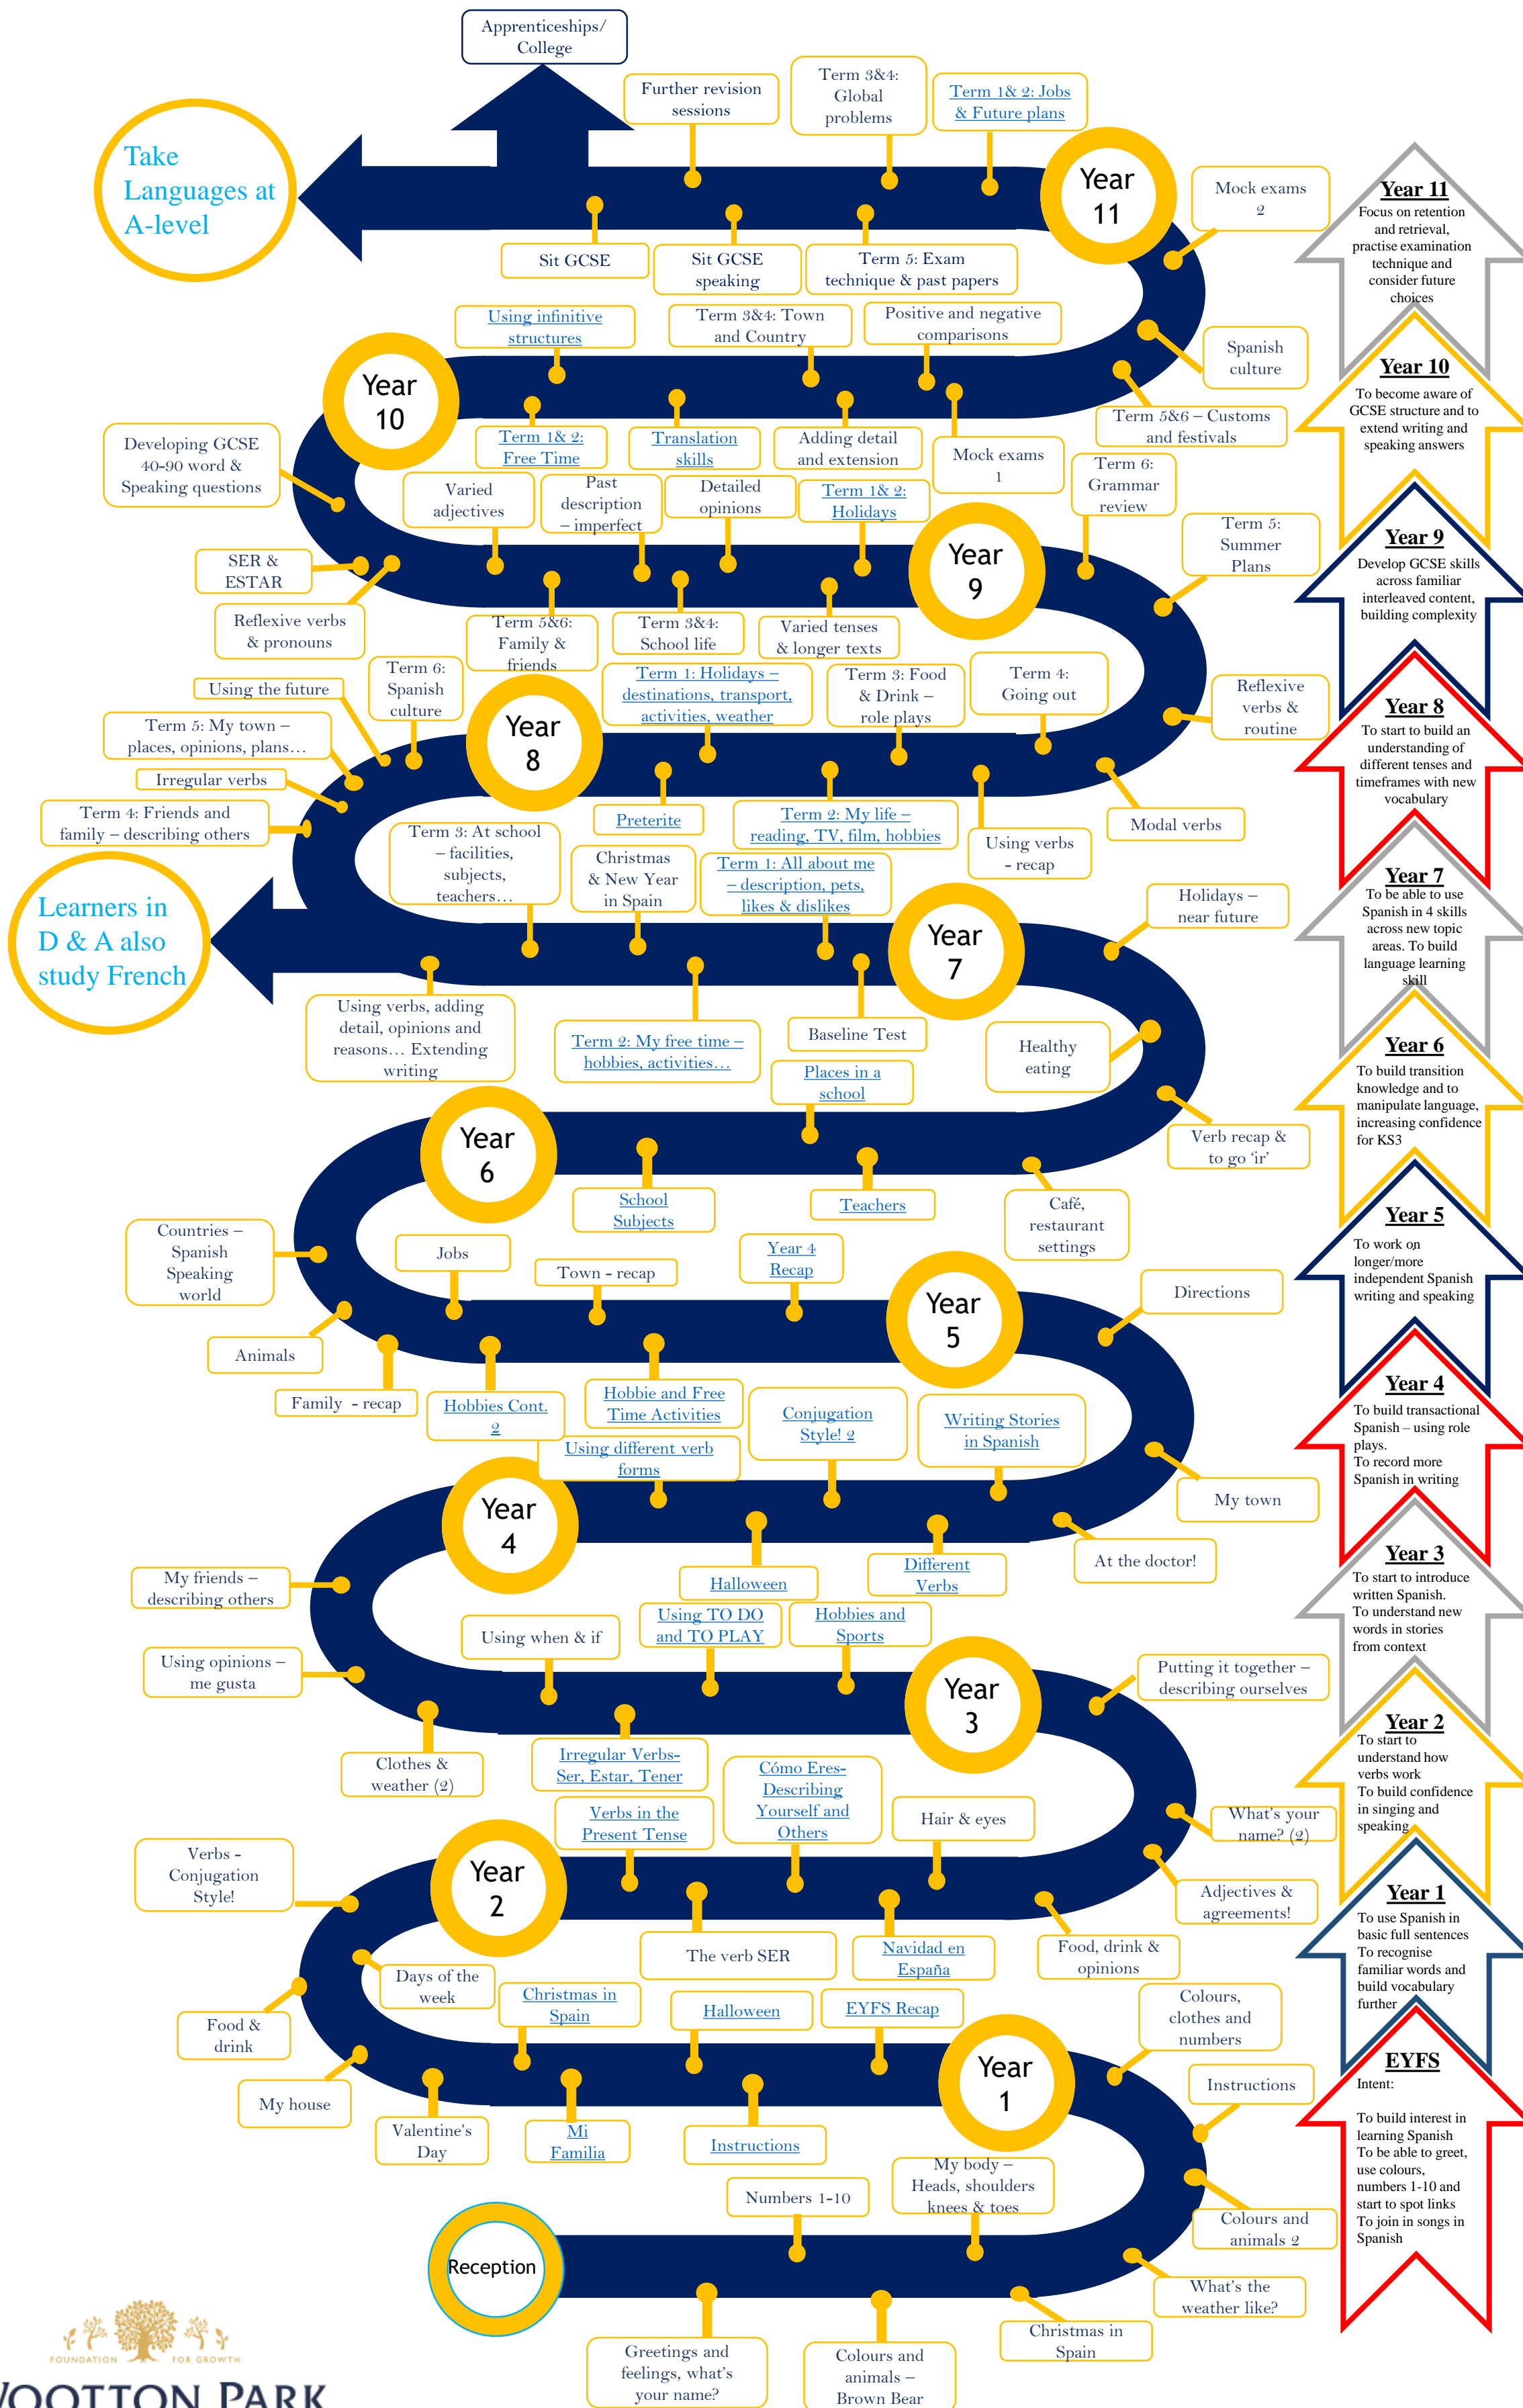 Apprenticeships/
College
Take
Languages at
A-level
Further revision
sessions
Term 3&4:
Global
problems
Term 1& 2: Jobs
& Future plans
Year
11
Mock exams
2
Sit GCSE
Sit GCSE
speaking
Term 5: Exam
technique & past papers
Spanish
culture
Term 5&6 – Customs
and festivals
Using infinitive
structures
Term 3&4: Town
and Country
Positive and negative
comparisons
Year
10
Term 1& 2:
Free Time
Translation
skills
Adding detail
and extension
Mock exams
1
Developing GCSE
40-90 word &
Speaking questions
SER &
ESTAR
Reflexive verbs
& pronouns
Varied
adjectives
Past
description
– imperfect
Detailed
opinions
Term 1& 2:
Holidays
Year
9
Term 6:
Grammar
review
Term 5:
Summer
Plans
Term 5&6:
Family &
friends
Term 3&4:
School life
Varied tenses
& longer texts
Reflexive
verbs &
routine
Modal verbs
Term 6:
Spanish
culture
Using the future
Term 5: My town –
places, opinions, plans…
Irregular verbs
Term 4: Friends and
family – describing others
Year
8
Term 1: Holidays –
destinations, transport,
activities, weather
Term 3: Food
& Drink –
role plays
Term 4:
Going out
Preterite
Term 2: My life –
reading, TV, film, hobbies
Using verbs
- recap
Learners in
D & A also
study French
Term 3: At school
– facilities,
subjects,
teachers…
Christmas
& New Year
in Spain
Term 1: All about me
– description, pets,
likes & dislikes
Year
7
Holidays –
near future
Using verbs, adding
detail, opinions and
reasons… Extending
writing
Term 2: My free time –
hobbies, activities…
Baseline Test
Healthy
eating
Verb recap &
to go ‘ir’
Year
6
Places in a
school
School
Subjects
Teachers
Café,
restaurant
settings
Countries –
Spanish
Speaking
world
Animals
Family - recap
Jobs
Town - recap
Year 4
Recap
Year
5
Directions
Hobbies Cont.
2
Hobbie and Free
Time Activities
Conjugation
Style! 2
Writing Stories
in Spanish
My town
At the doctor!
Using different verb
forms
Year
4
Halloween
Different
Verbs
My friends –
describing others
Using opinions –
me gusta
Clothes &
weather (2)
Using when & if
Using TO DO
and TO PLAY
Hobbies and
Sports
Year
3
Putting it together –
describing ourselves
Irregular Verbs-
Ser, Estar, Tener
What’s your
name? (2)
Adjectives &
agreements!
Verbs in the
Present Tense
Cómo Eres-
Describing
Yourself and
Others
Hair & eyes
Year
2
The verb SER
Navidad en
España
Food, drink &
opinions
Verbs -
Conjugation
Style!
Days of the
week
Food &
drink
My house
Valentine’s
Day
Christmas in
Spain
Halloween
EYFS Recap
Year
1
Colours,
clothes and
numbers
Instructions
Mi
Familia
Instructions
Colours and
animals 2
What’s the
weather like?
Christmas in
Spain
Reception
Numbers 1-10
My body –
Heads, shoulders
knees & toes
Greetings and
feelings, what’s
your name?
Colours and
animals –
Brown Bear
Year 11
Focus on retention
and retrieval,
practise examination
technique and
consider future
choices
Year 10
To become aware of
GCSE structure and to
extend writing and
speaking answers
Year 9
Develop GCSE skills
across familiar
interleaved content,
building complexity
Year 8
To start to build an
understanding of
different tenses and
timeframes with new
vocabulary
Year 7
To be able to use
Spanish in 4 skills
across new topic
areas. To build
language learning
skill
Year 6
To build transition
knowledge and to
manipulate language,
increasing confidence
for KS3
Year 5
To work on
longer/more
independent Spanish
writing and speaking
Year 4
To build transactional
Spanish – using role
plays.
To record more
Spanish in writing
Year 3
To start to introduce
written Spanish.
To understand new
words in stories
from context
Year 2
To start to
understand how
verbs work
To build confidence
in singing and
speaking
Year 1
To use Spanish in
basic full sentences
To recognise
familiar words and
build vocabulary
further
EYFS
Intent:
To build interest in
learning Spanish
To be able to greet,
use colours,
numbers 1-10 and
start to spot links
To join in songs in
Spanish
FOUNDATION FOR GROWTH
WOOTTON PARK